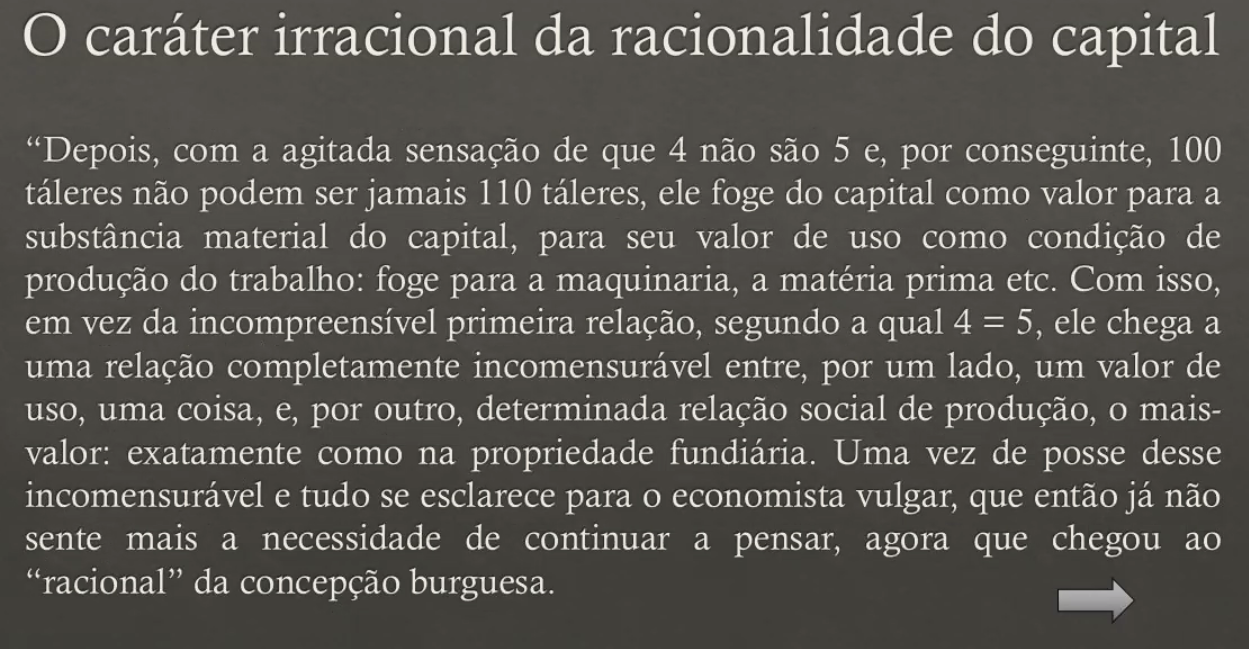 O caráter irracional da racionalidade do capital
“Depois, com a agitada sensação de que 4 não são 5 e, por conseguinte, 100
táleres não podem ser jamais 110 táleres, ele foge do capital como valor para a
substância material do capital, para seu valor de uso como condição de
produção do trabalho: foge para a maquinaria, a matéria prima etc. Com isso,
em vez da incompreensível primeira relação, segundo a qual 4 = 5, ele chega a
uma relação completamente incomensurável entre, por um lado, um valor de
uso, uma coisa, e, por outro, determinada relação social de produção, o mais-
valor: exatamente como na propriedade fundiária. Uma vez de posse desse
incomensurável e tudo se esclarece para o economista vulgar, que então já não
sente mais a necessidade de continuar a pensar, agora que chegou ao
“racional” da concepção burguesa.